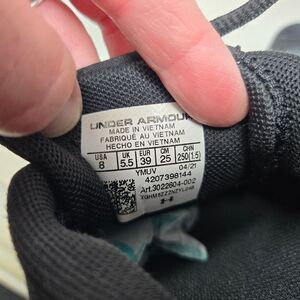 UNDER ARMOUR
MADE IN VIETNAM
FABRIQUÉ AU VIETNAM
HECHO EN VIETNAM
USA UK EUR CM CHN
8 5.5 39 25 250(1.5)
YMUV 04/21
4207398144
Art.3022604-002